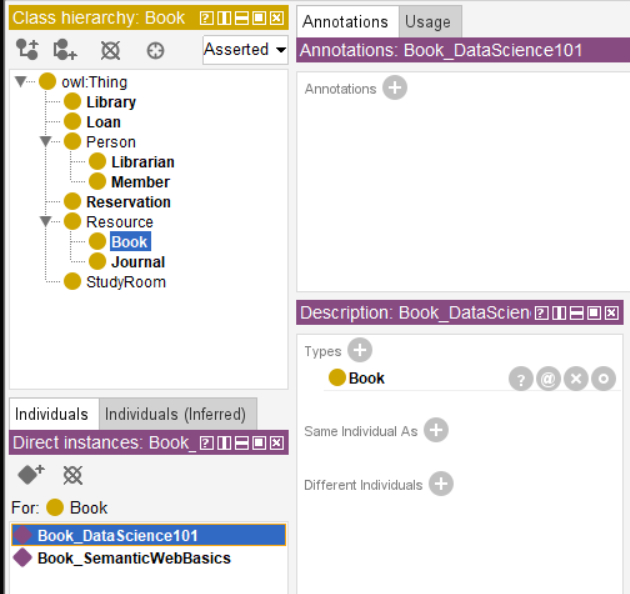 Class hierarchy: Book
Asserted
owl:Thing
Library
Loan
Person
Librarian
Member
Reservation
Resource
Book
Journal
StudyRoom
Individuals Individuals (Inferred)
Direct instances: Book_
For: Book
Book_DataScience101
Book_SemanticWebBasics
Annotations Usage
Annotations: Book_DataScience101
Annotations
Description: Book_DataScien
Types
Book
Same Individual As
Different Individuals